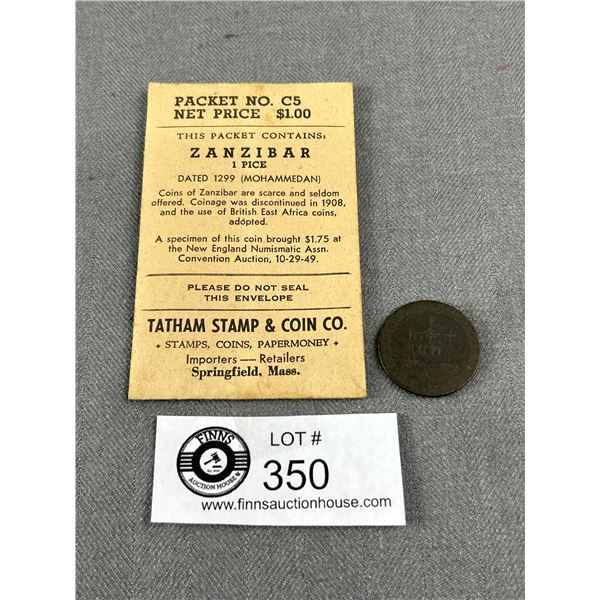 PACKET NO. C5
NET PRICE $1.00
THIS PACKET CONTAINS:
ZANZIBAR
1 PICE
DATED 1299 (MOHAMMEDAN)
Coins of Zanzibar are scarce and seldom
offered. Coinage was discontinued in 1908,
and the use of British East Africa coins,
adopted.
A specimen of this coin brought $1.75 at
the New England Numismatic Assn.
Convention Auction, 10-29-49.
PLEASE DO NOT SEAL
THIS ENVELOPE
TATHAM STAMP & COIN CO.
STAMPS, COINS, PAPERMONEY
Importers — Retailers
Springfield, Mass.
FINNS
AUCTION HOUSE
LOT #
350
www.finnsauctionhouse.com